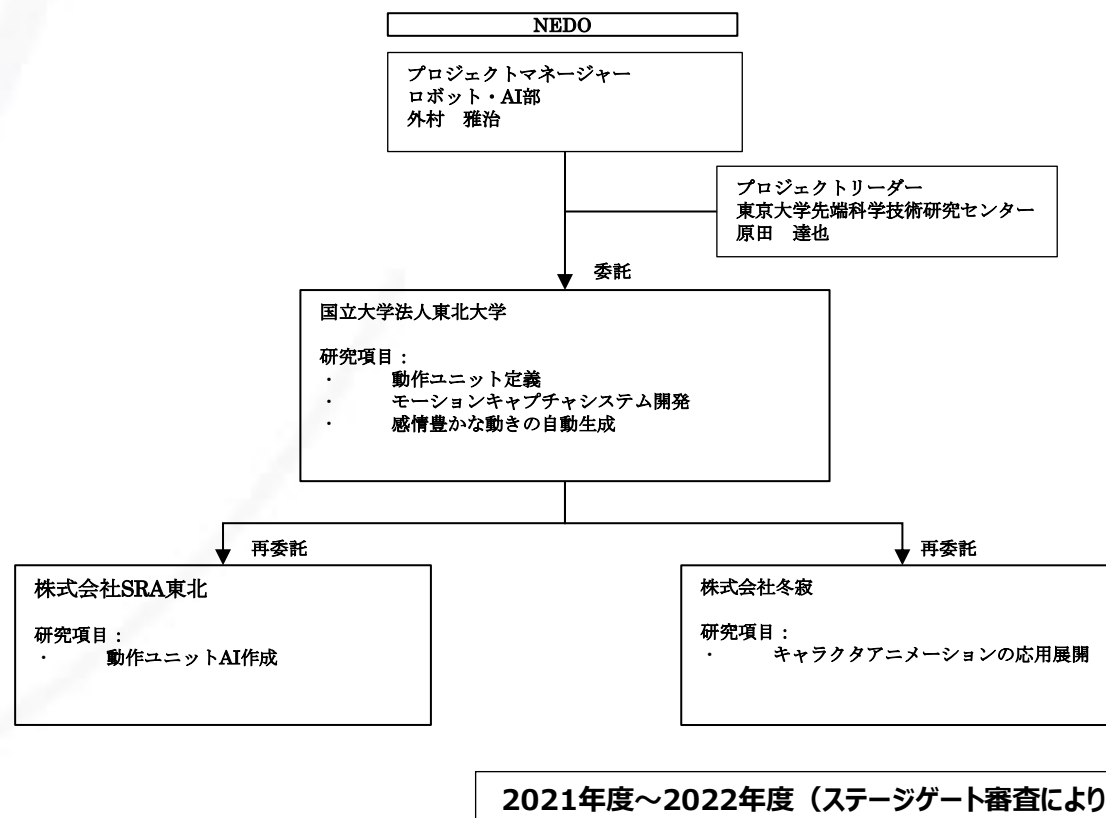 NEDO
プロジェクトマネージャー
ロボット・AI部
外村　雅治
プロジェクトリーダー
東京大学先端科学技術研究センター
原田　達也
委託
国立大学法人東北大学
研究項目：
・　動作ユニット定義
・　モーションキャプチャシステム開発
・　感情豊かな動きの自動生成
再委託
再委託
株式会社SRA東北
研究項目：
・　動作ユニットAI作成
株式会社冬寂
研究項目：
・　キャラクタアニメーションの応用展開
2021年度～2022年度（ステージゲート審査により